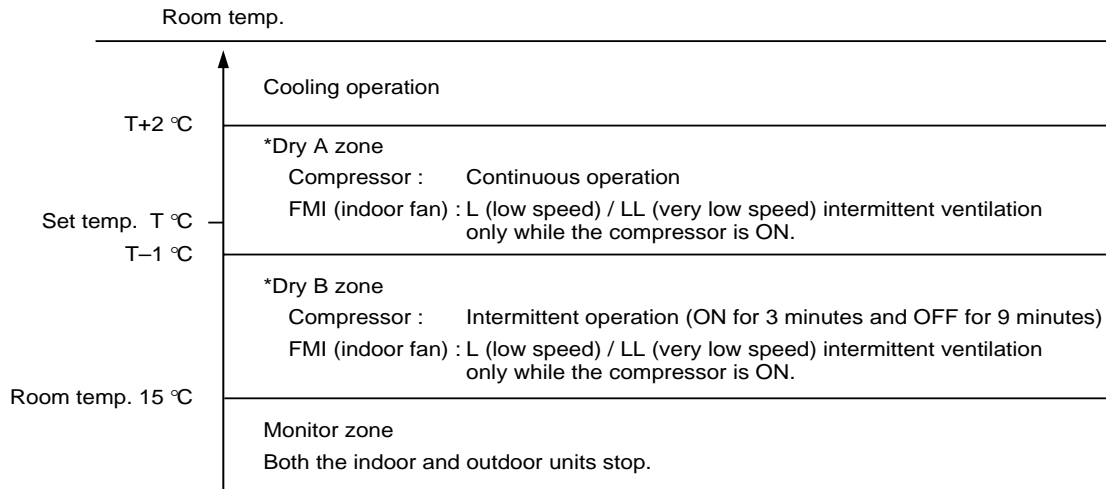 Room temp.
Cooling operation
T+2 °C
*Dry A zone
Compressor : Continuous operation
FMI (indoor fan) : L (low speed) / LL (very low speed) intermittent ventilation
only while the compressor is ON.
Set temp. T °C
T–1 °C
*Dry B zone
Compressor : Intermittent operation (ON for 3 minutes and OFF for 9 minutes)
FMI (indoor fan) : L (low speed) / LL (very low speed) intermittent ventilation
only while the compressor is ON.
Room temp. 15 °C
Monitor zone
Both the indoor and outdoor units stop.